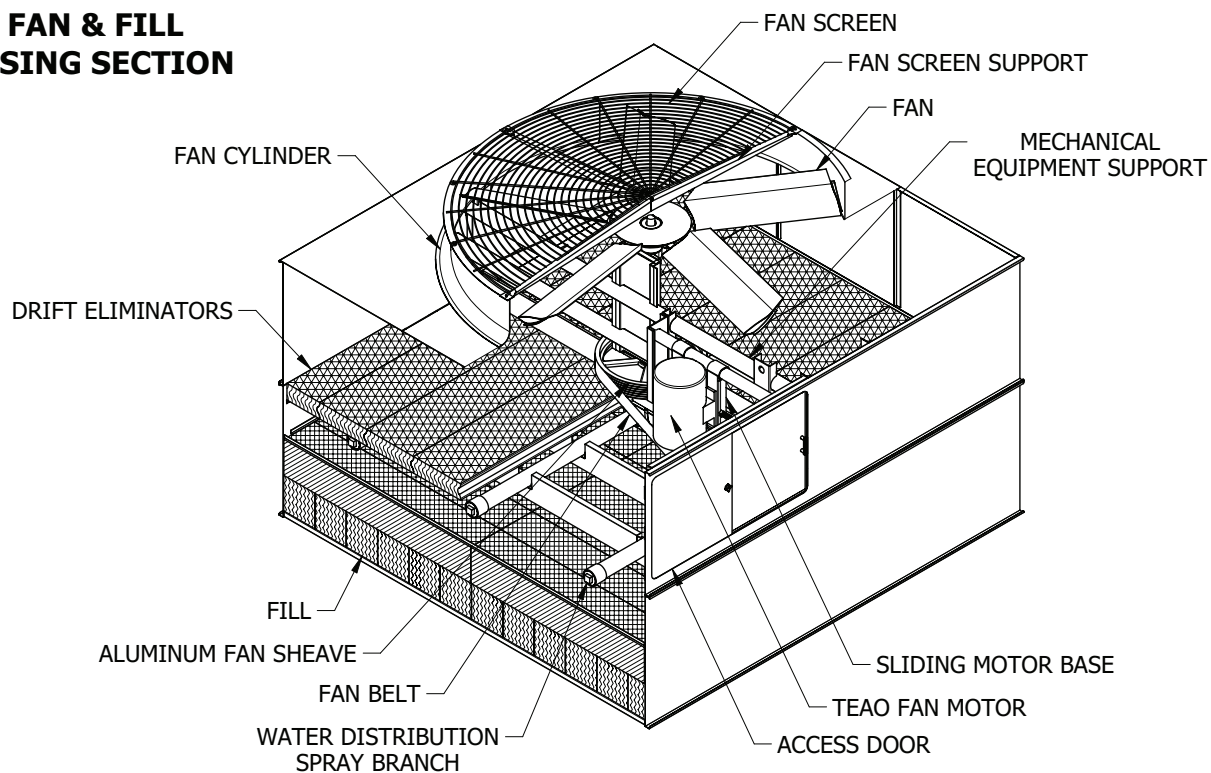 FAN & FILL
SING SECTION
FAN SCREEN
FAN SCREEN SUPPORT
FAN
MECHANICAL
EQUIPMENT SUPPORT
FAN CYLINDER
DRIFT ELIMINATORS
FILL
ALUMINUM FAN SHEAVE
FAN BELT
WATER DISTRIBUTION
SPRAY BRANCH
SLIDING MOTOR BASE
TEAO FAN MOTOR
ACCESS DOOR